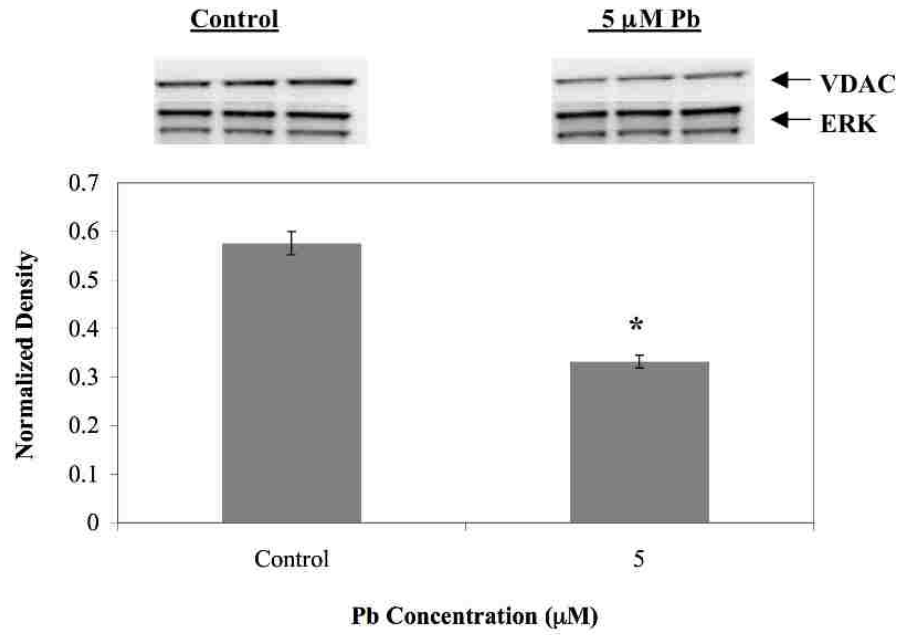 Control
5 μM Pb
VDAC
ERK
0.7
0.6
0.5
0.4
0.3
0.2
0.1
0
Normalized Density
*
Control
5
Pb Concentration (μM)